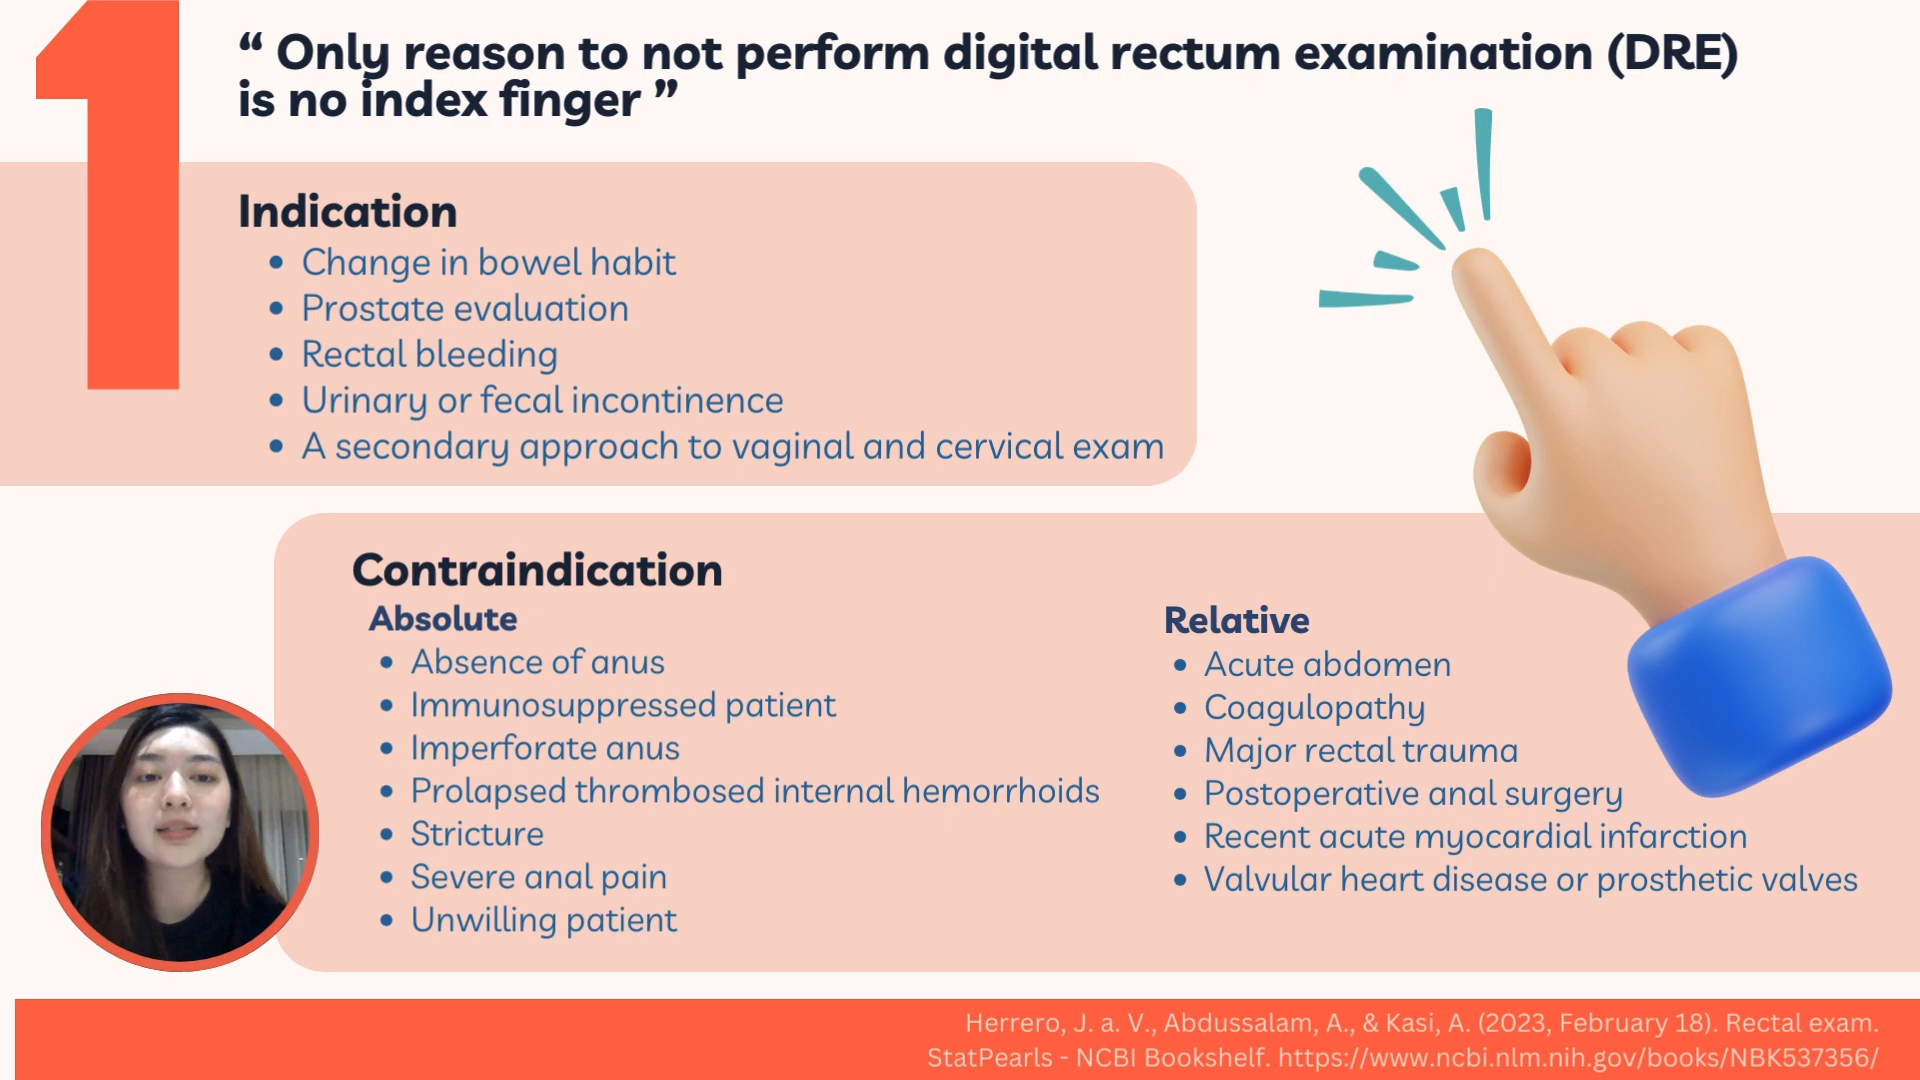 1
“ Only reason to not perform digital rectum examination (DRE)
is no index finger ”
Indication
• Change in bowel habit
• Prostate evaluation
• Rectal bleeding
• Urinary or fecal incontinence
• A secondary approach to vaginal and cervical exam
Contraindication
Absolute
• Absence of anus
• Immunosuppressed patient
• Imperforate anus
• Prolapsed thrombosed internal hemorrhoids
• Stricture
• Severe anal pain
• Unwilling patient
Relative
• Acute abdomen
• Coagulopathy
• Major rectal trauma
• Postoperative anal surgery
• Recent acute myocardial infarction
• Valvular heart disease or prosthetic valves
Herrero, J. a. V., Abdussalam, A., & Kasi, A. (2023, February 18). Rectal exam.
StatPearls - NCBI Bookshelf. https://www.ncbi.nlm.nih.gov/books/NBK537356/